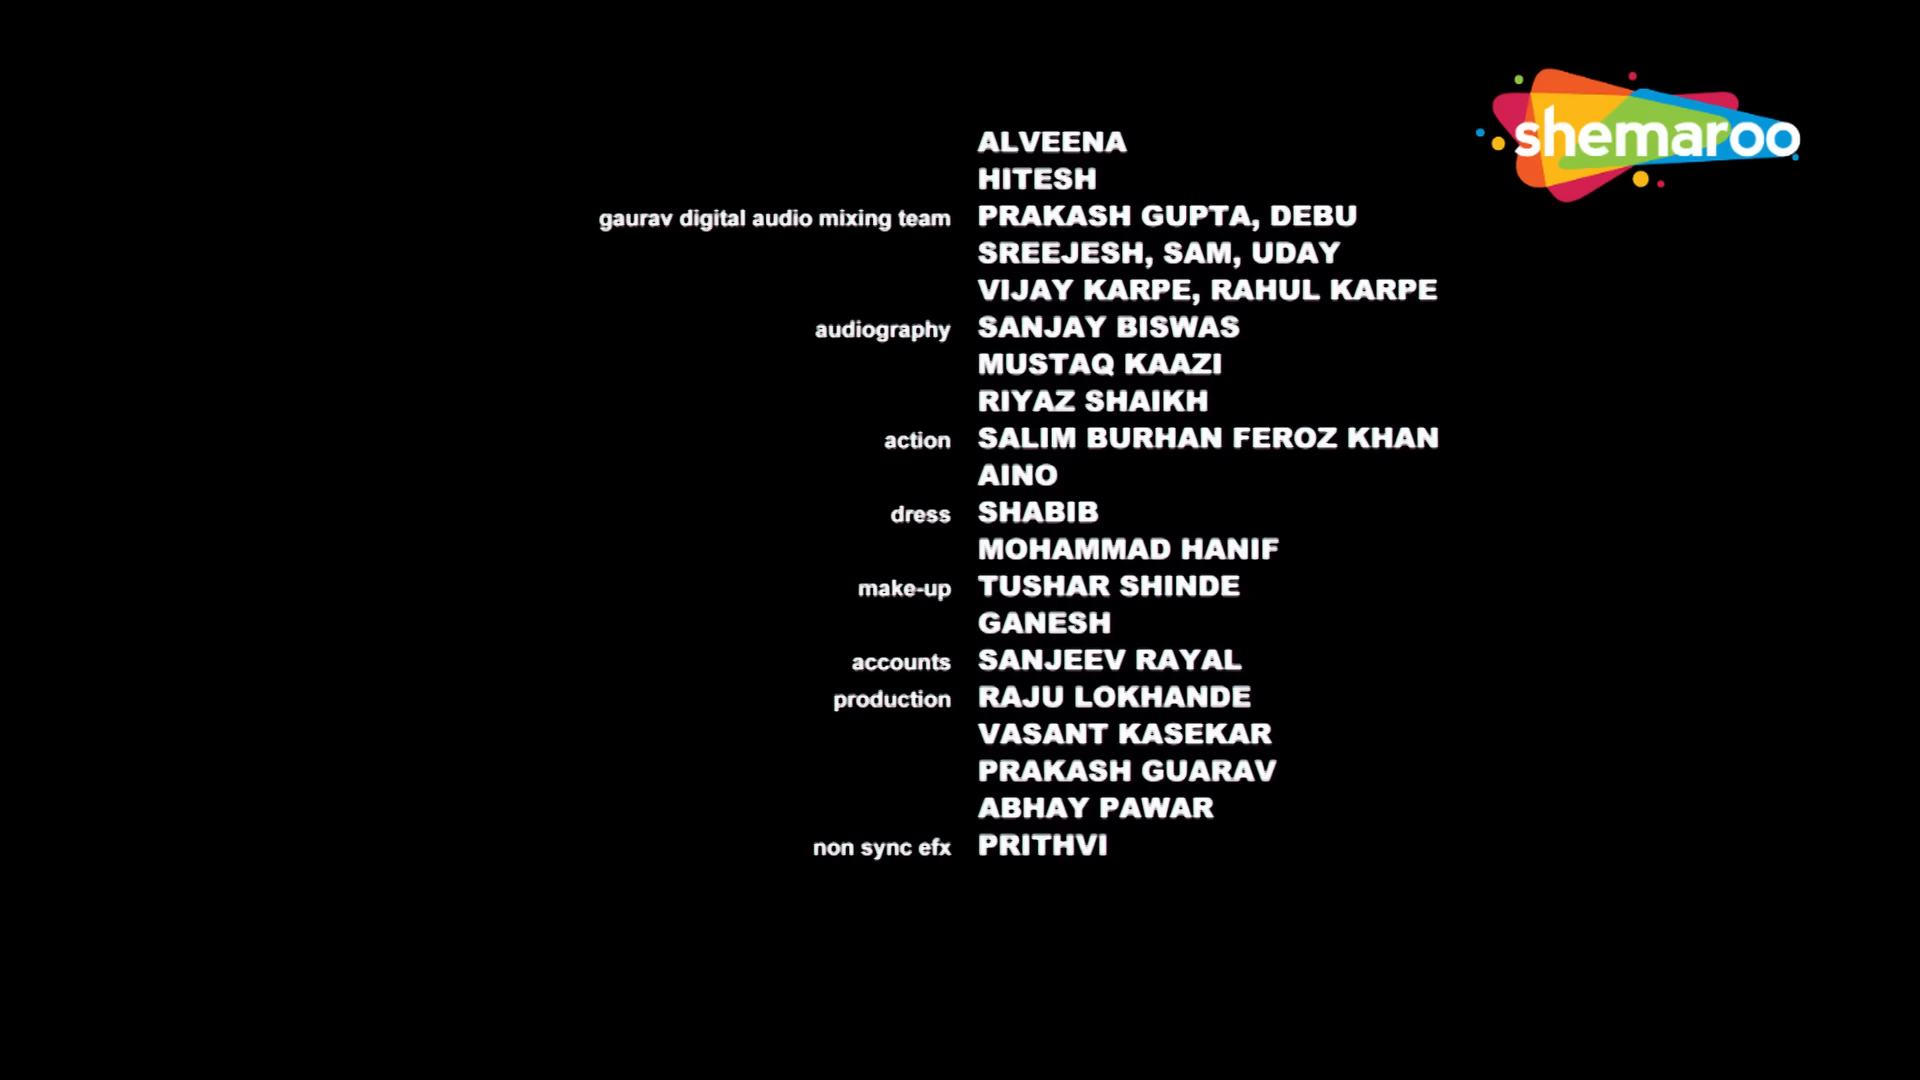 shemaroo
ALVEENA
HITESH
gaurav digital audio mixing team PRAKASH GUPTA, DEBU
SREEJESH, SAM, UDAY
VIJAY KARPE, RAHUL KARPE
audiography SANJAY BISWAS
MUSTAQ KAAZI
RIYAZ SHAIKH
action SALIM BURHAN FEROZ KHAN
AINO
dress SHABIB
MOHAMMAD HANIF
make-up TUSHAR SHINDE
GANESH
accounts SANJEEV RAYAL
production RAJU LOKHANDE
VASANT KASEKAR
PRAKASH GUARAV
ABHAY PAWAR
non sync efx PRITHVI